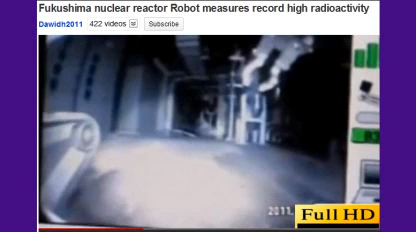 Fukushima nuclear reactor Robot measures record high radioactivity
Dawidh2011 422 videos Subscribe
2011.
Full HD